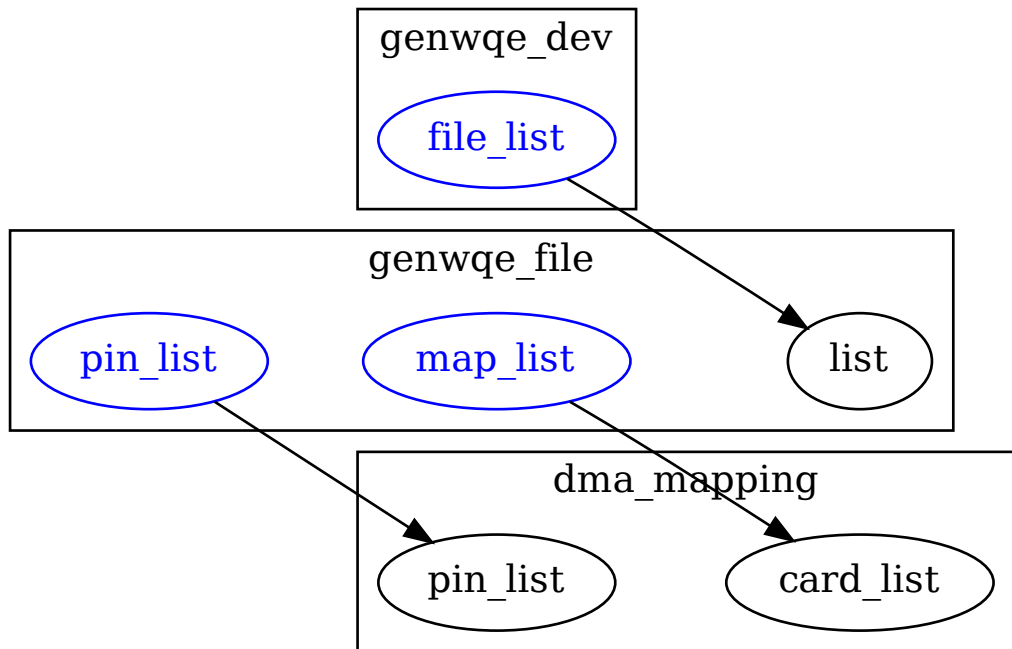 genwqe_dev
file_list
genwqe_file
pin_list map_list list
dma_mapping
pin_list card_list